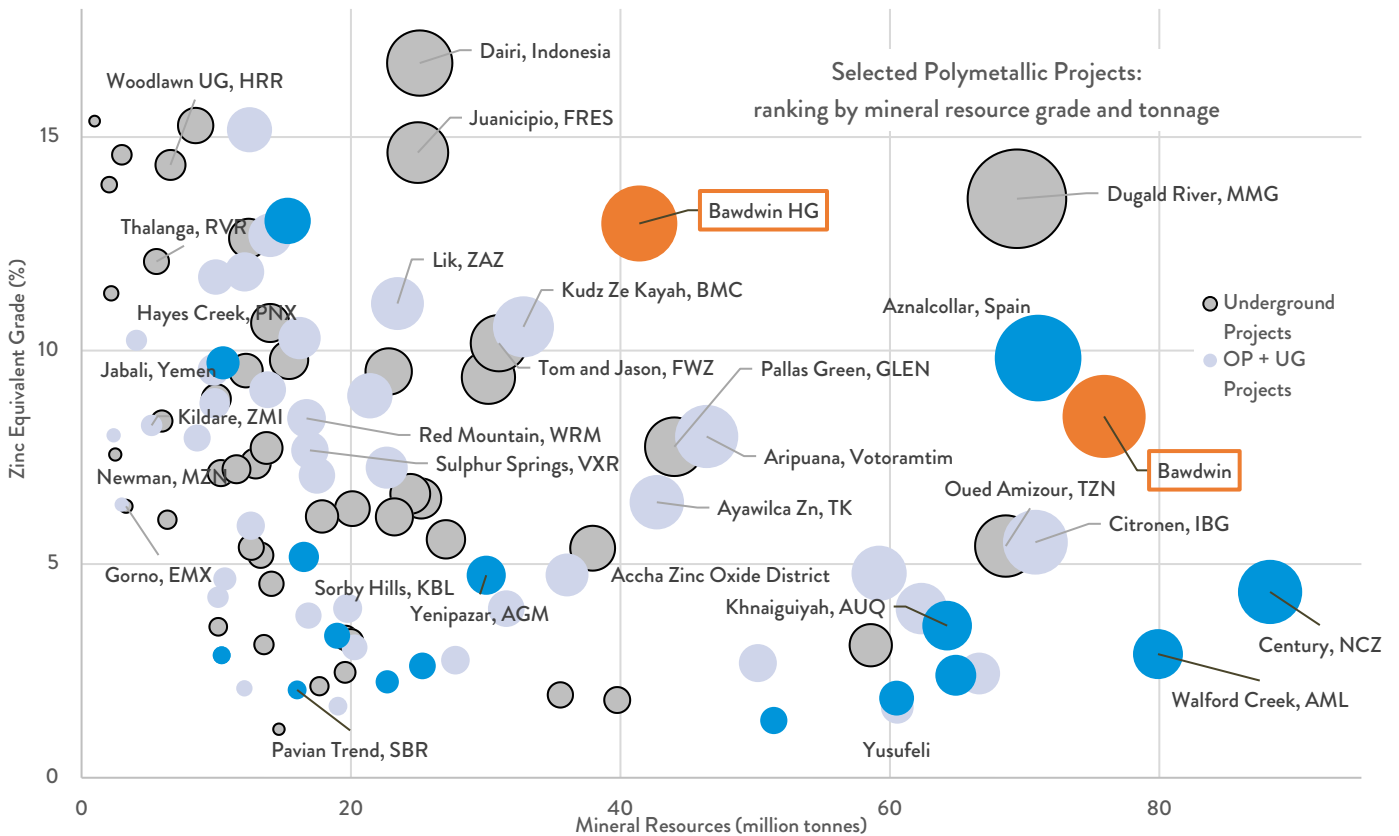 Selected Polymetallic Projects:
ranking by mineral resource grade and tonnage
Zinc Equivalent Grade (%)
15
10
5
0
Dairi, Indonesia
Woodlawn UG, HRR
Juanicipio, FRES
Dugald River, MMG
Bawdwin HG
Thalanga, RVR
Lik, ZAZ
Kudz Ze Kayah, BMC
Aznalcollar, Spain
Underground
Projects
OP + UG
Projects
Hayes Creek, PNX
Jabali, Yemen
Tom and Jason, FWZ
Pallas Green, GLEN
Kildare, ZMI
Red Mountain, WRM
Sulphur Springs, VXR
Aripuana, Votoramtim
Bawdwin
Newman, MZN
Oued Amizour, TZN
Ayawilca Zn, TK
Citronen, IBG
Gorno, EMX
Sorby Hills, KBL
Accha Zinc Oxide District
Yenipazar, AGM
Khnaiguiyah, AUQ
Century, NCZ
Walford Creek, AML
Pavian Trend, SBR
Yusufeli
0
20
40
60
80
Mineral Resources (million tonnes)